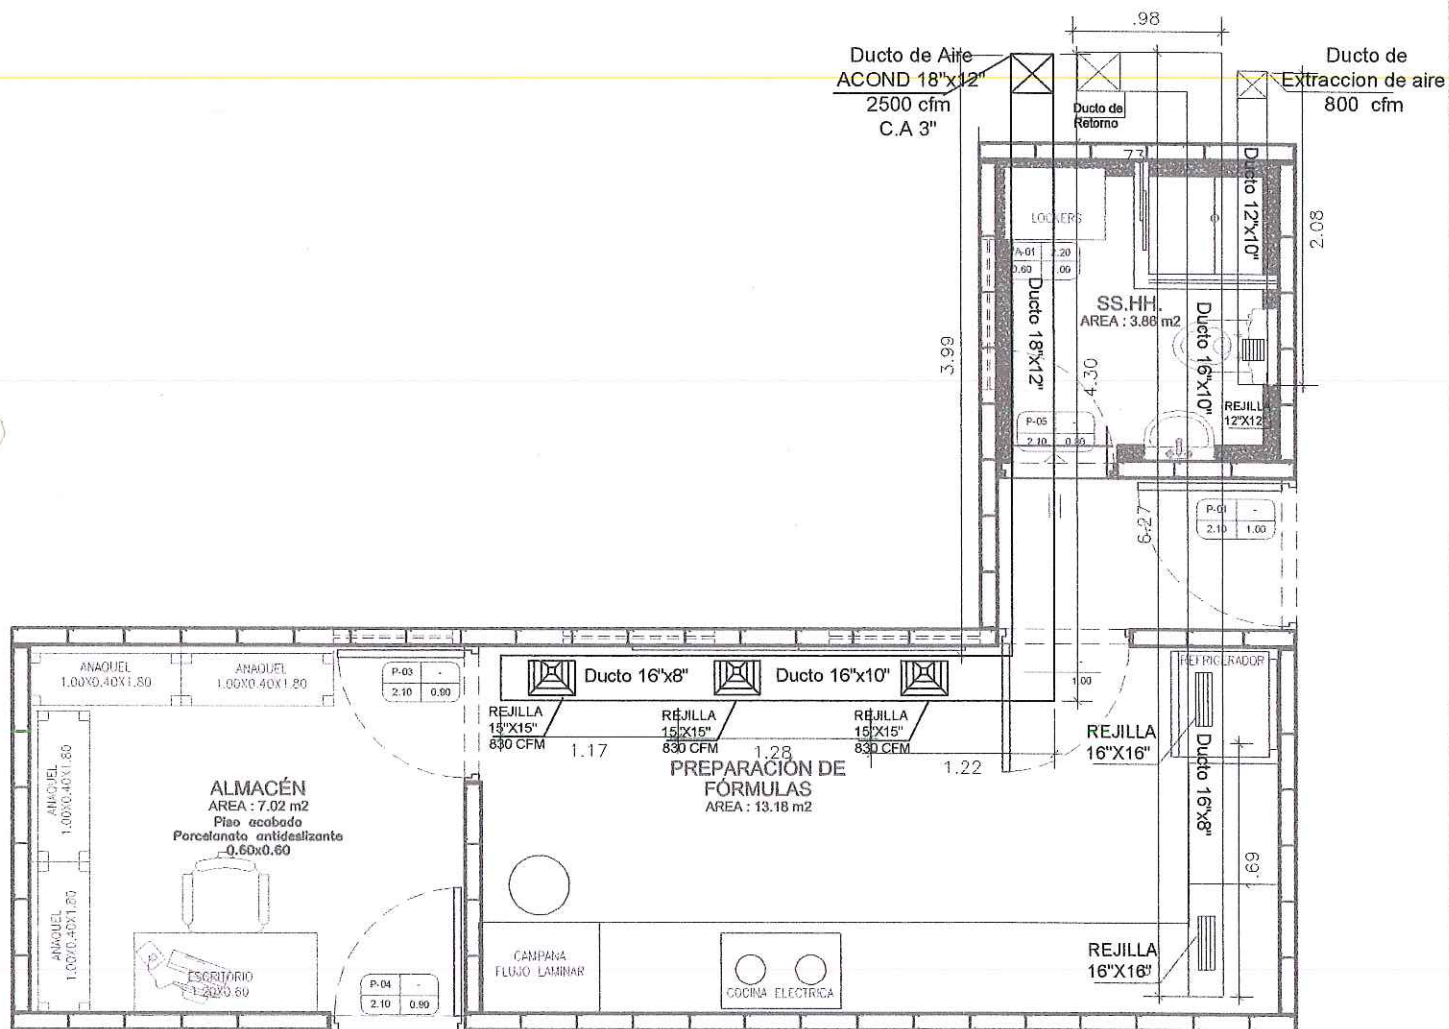 .98
Ducto de Aire
ACOND 18"x12"
2500 cfm
C.A 3"
Ducto de
Retorno
Ducto de
Extraccion de aire
800 cfm
.73
Ducto 12"x10"
2.08
LOCKERS
2.20
0.60
Ducto 18"x12"
SS.HH.
AREA : 3.86 m2
Ducto 16"x10"
3.99
4.30
REJILLA
12"X12"
P-05 -
2.10 0.80
6.27
P-01 -
2.10 1.00
ANAQUEL
1.00X0.40X1.80
ANAQUEL
1.00X0.40X1.80
P-03 -
2.10 0.90
Ducto 16"x8"
Ducto 16"x10"
1.00
REFRIGERADOR
REJILLA
15"X15"
830 CFM
REJILLA
15"X15"
830 CFM
REJILLA
15"X15"
830 CFM
1.17
1.28
1.22
REJILLA
16"X16"
Ducto 16"x8"
ANAQUEL
1.00X0.40X1.80
ALMACÉN
AREA : 7.02 m2
Piso acabado
Porcelanato antideslizante
0.60x0.60
PREPARACIÓN DE
FÓRMULAS
AREA : 13.18 m2
.69
ANAQUEL
1.00X0.40X1.80
ESCRITORIO
1.20X0.60
P-04 -
2.10 0.90
CAMPANA
FLUJO LAMINAR
COCINA ELECTRICA
REJILLA
16"X16"